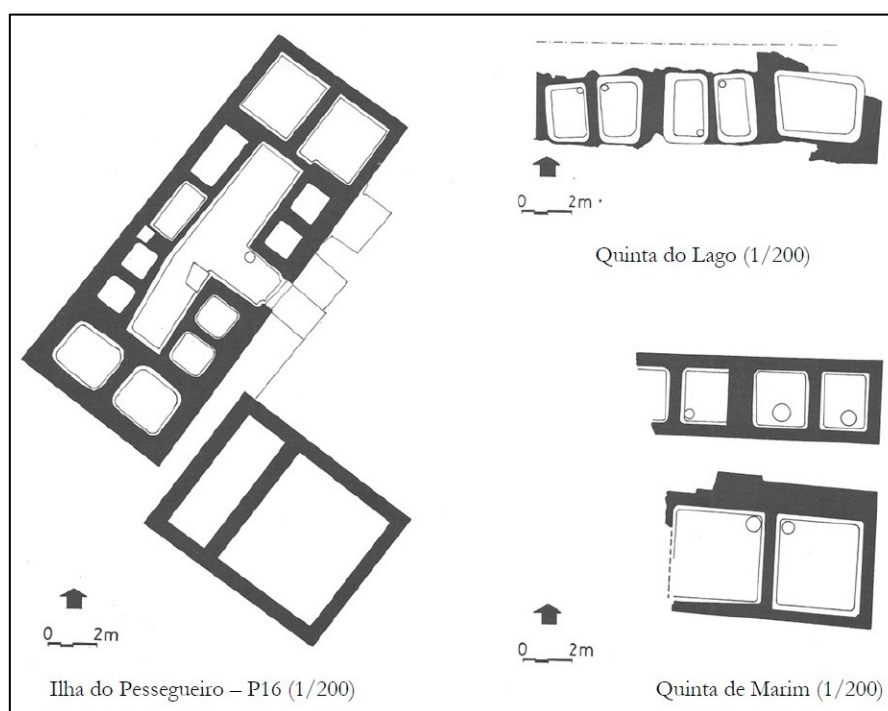 0 2m.
Quinta do Lago (1/200)
0 2m
Ilha do Pessegueiro – P16 (1/200)
0 2m
Quinta de Marim (1/200)